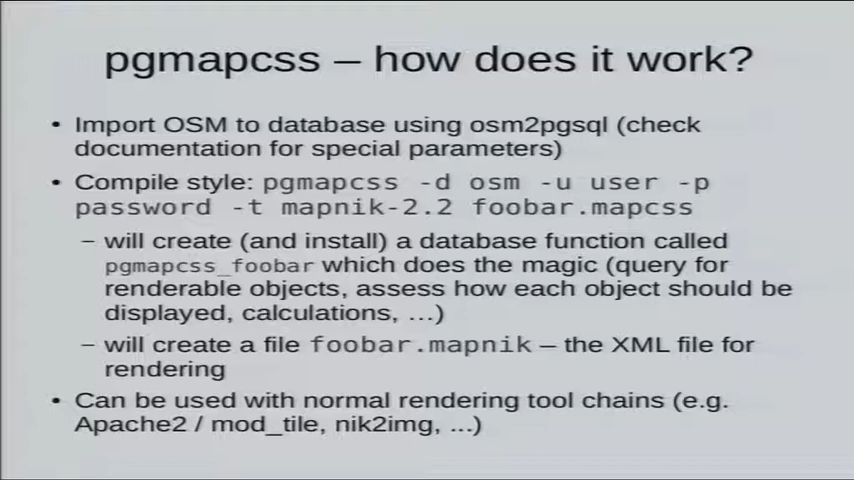 pgmapcss – how does it work?
• Import OSM to database using osm2pgsql (check
documentation for special parameters)
• Compile style: pgmapcss -d osm -u user -p
password -t mapnik-2.2 foobar.mapcss
– will create (and install) a database function called
pgmapcss_foobar which does the magic (query for
renderable objects, assess how each object should be
displayed, calculations, …)
– will create a file foobar.mapnik – the XML file for
rendering
• Can be used with normal rendering tool chains (e.g.
Apache2 / mod_tile, nik2img, ...)